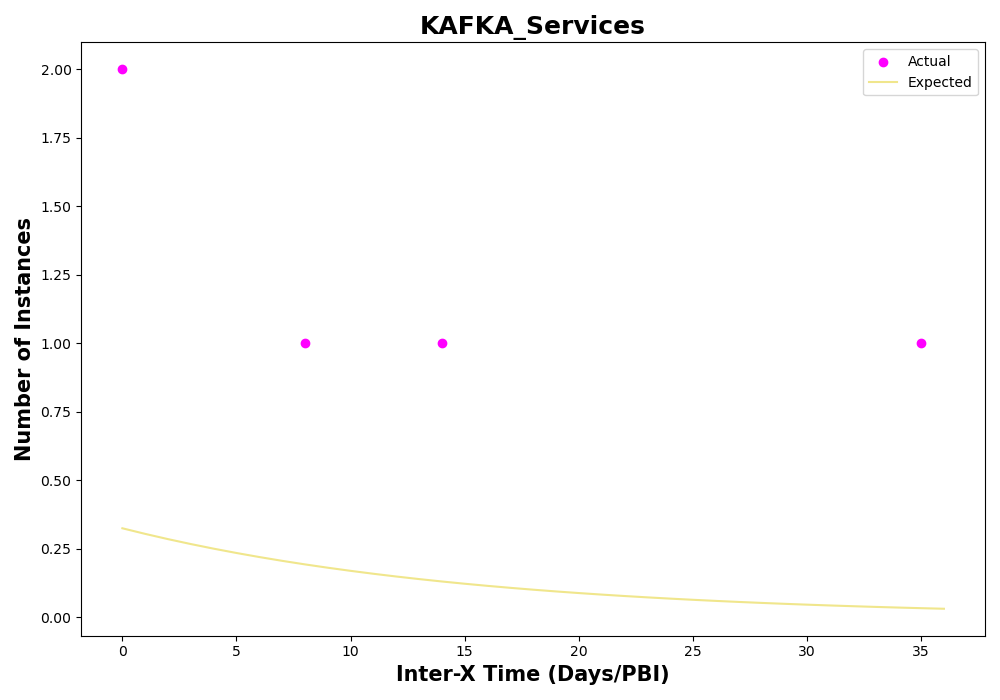 KAFKA_Services
Actual
Expected
Number of Instances
2.00
1.75
1.50
1.25
1.00
0.75
0.50
0.25
0.00
0 5 10 15 20 25 30 35
Inter-X Time (Days/PBI)